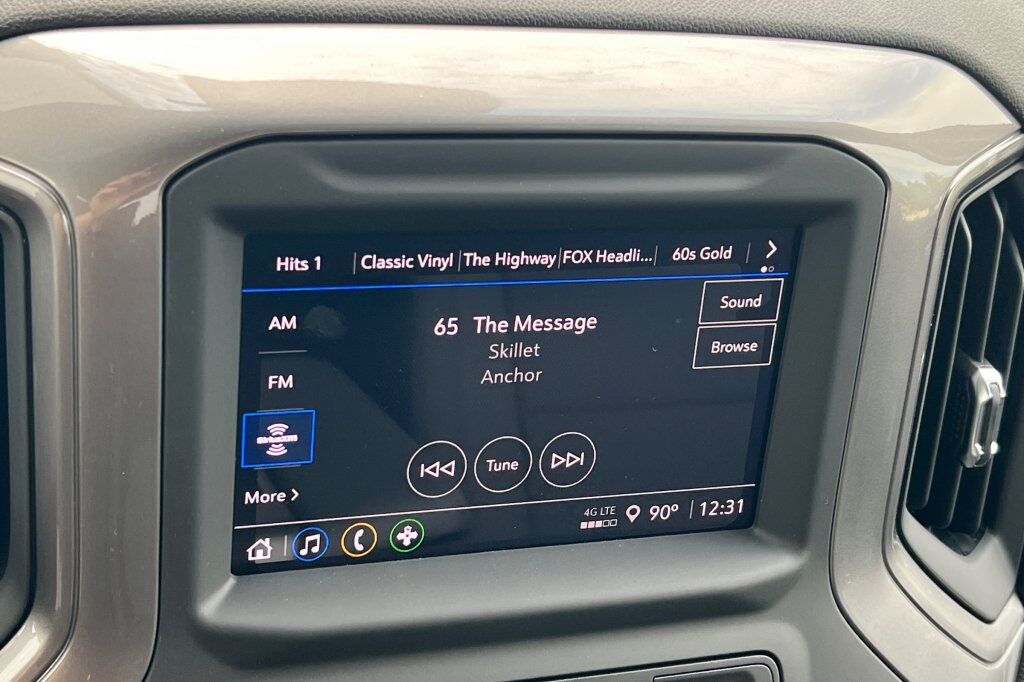 Hits 1 Classic Vinyl The Highway FOX Headli... 60s Gold
AM
65 The Message
Sound
Skillet
Browse
Anchor
FM
SiriusXM
Tune
More
4G LTE
90° 12:31